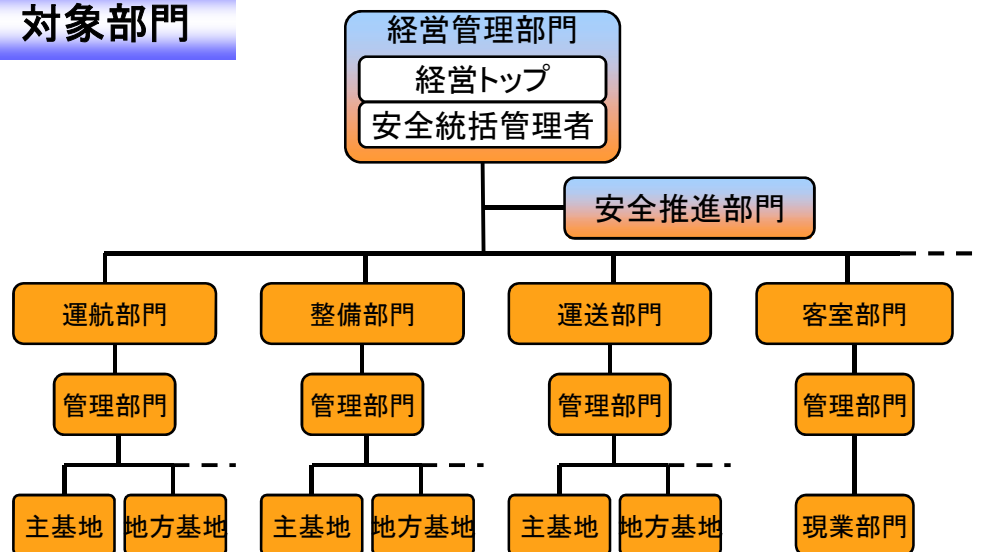 対象部門
経営管理部門
経営トップ
安全統括管理者
安全推進部門
運航部門
整備部門
運送部門
客室部門
管理部門
管理部門
管理部門
管理部門
主基地
地方基地
主基地
地方基地
主基地
地方基地
現業部門